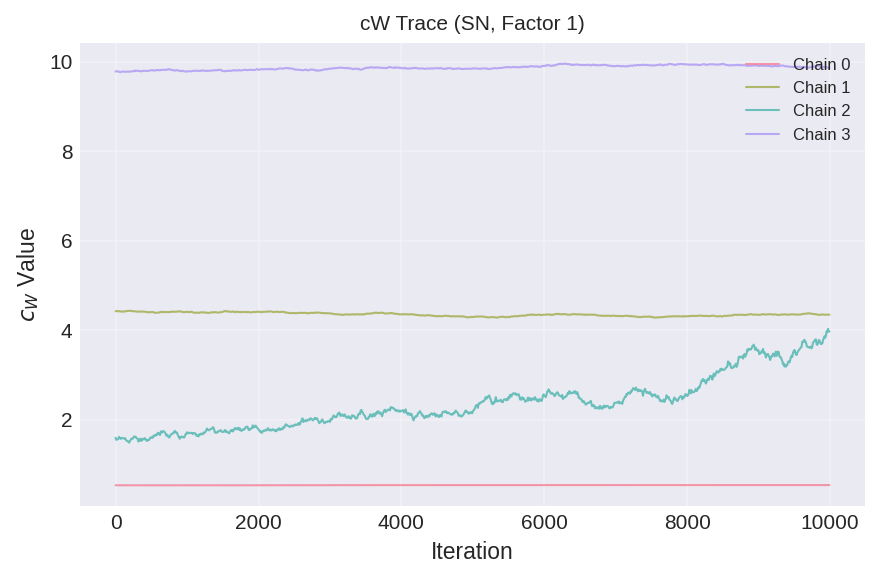 cW Trace (SN, Factor 1)
10
8
6
4
2
c_W Value
Chain 0
Chain 1
Chain 2
Chain 3
0 2000 4000 6000 8000 10000
Iteration